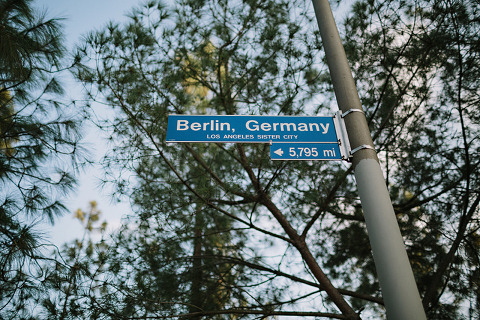 Berlin, Germany
LOS ANGELES SISTER CITY
← 5,795 mi